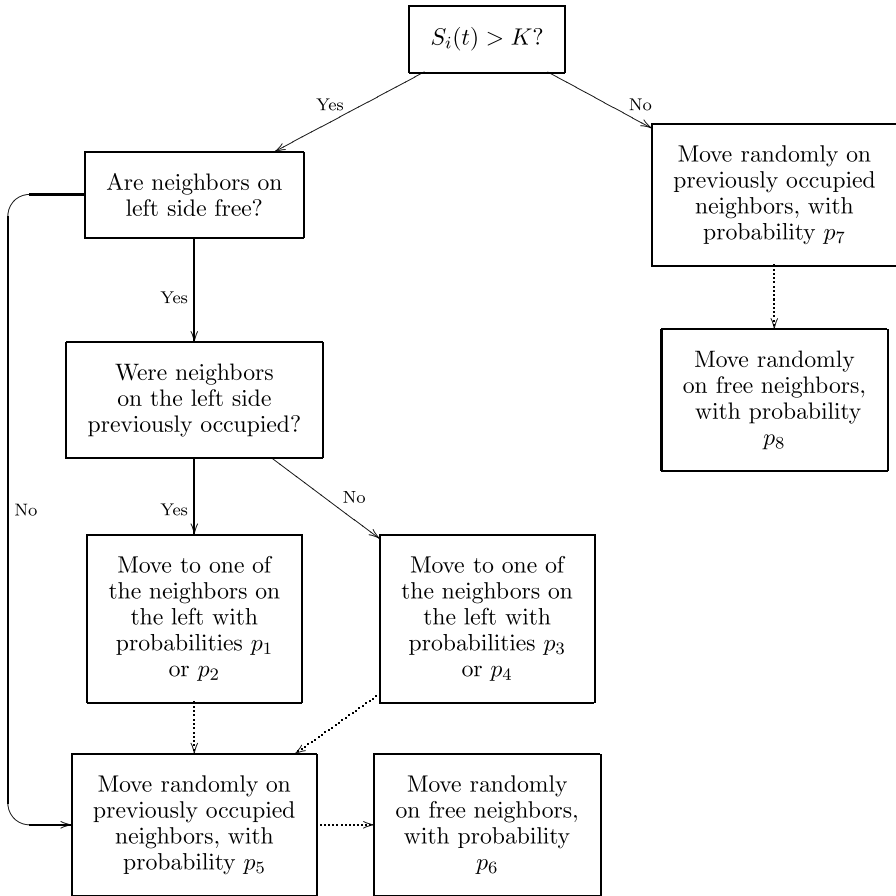 S_i(t) > K?
Yes
No
Move randomly on
previously occupied
neighbors, with
probability p_7
Are neighbors on
left side free?
Yes
Move randomly
on free neighbors,
with probability
p_8
Were neighbors
on the left side
previously occupied?
No
Yes
No
Move to one of
the neighbors on
the left with
probabilities p_1
or p_2
Move to one of
the neighbors on
the left with
probabilities p_3
or p_4
Move randomly on
previously occupied
neighbors, with
probability p_5
Move randomly
on free neighbors,
with probability
p_6